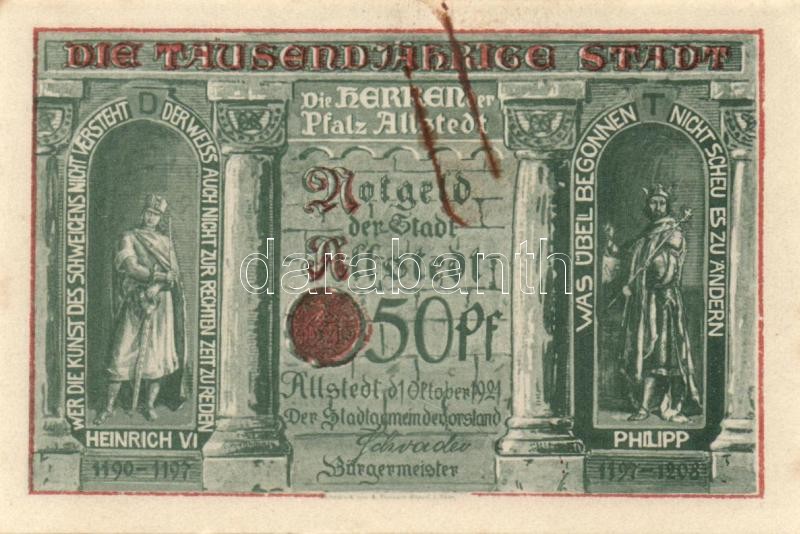 DIE TAUSENDJÄHRIGE STADT
Die HERREN der
Pfalz Allstedt
WER DIE KUNST DES SCHWEIGENS NICHT VERSTEHT D DER WEISS AUCH NICHT ZUR RECHTEN ZEIT ZU REDEN
HEINRICH VI
1190-1197
Notgeld
der Stadt
Allstedt
50 Pf
Allstedt, d. 1 Oktober 1921
Der Stadtgemeindevorstand
Schrader
Bürgermeister
WAS ÜBEL BEGONNEN T NICHT SCHEU ES ZU ÄNDERN
PHILIPP
1197-1208
darabanth